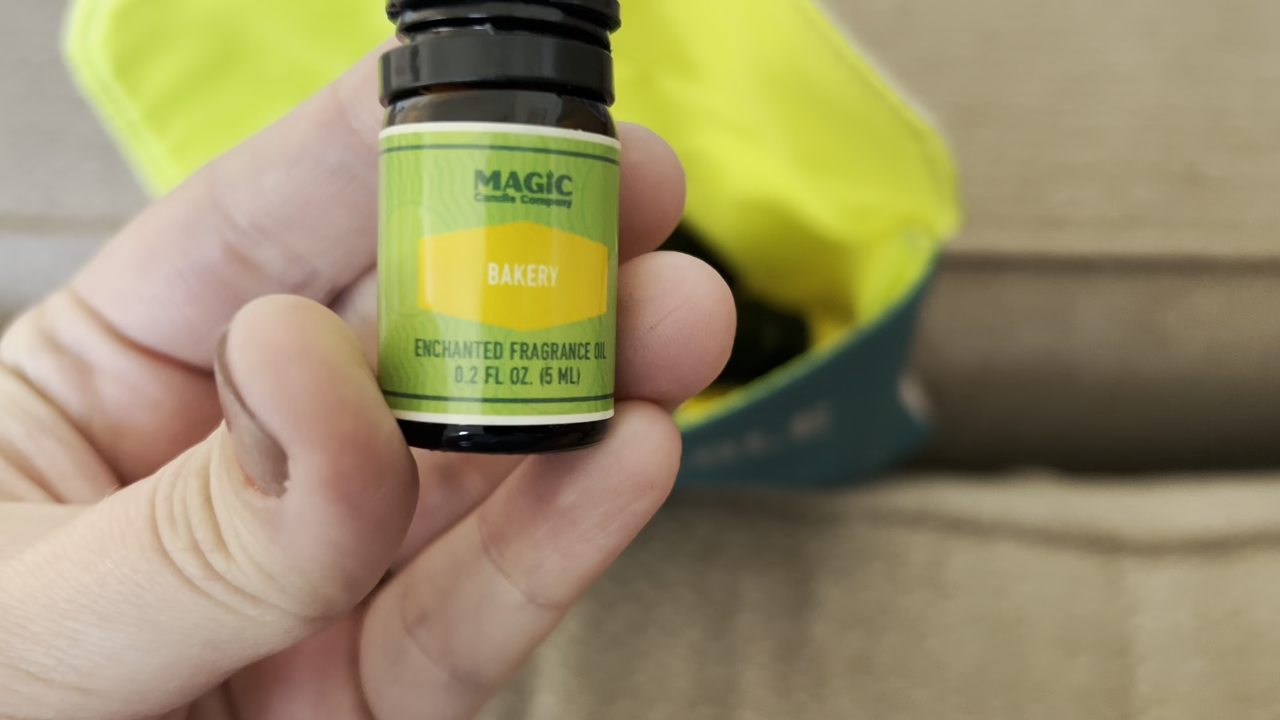 MAGIC
Candle Company
BAKERY
ENCHANTED FRAGRANCE OIL
0.2 FL OZ. (5 ML)